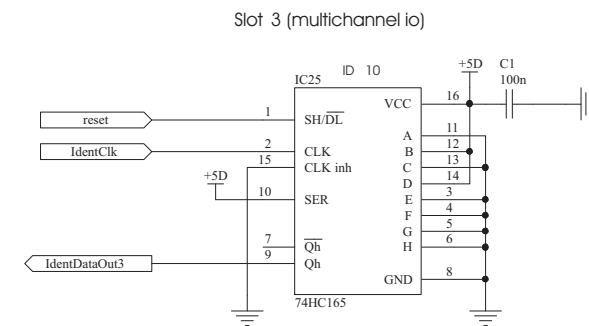 Slot 3 (multichannel io)
ID 10
+5D
C1
100n
IC25
reset
1
SH/DL
VCC
16
IdentClk
2
CLK
15
CLK inh
+5D
10
SER
A
11
B
12
C
13
D
14
E
3
F
4
G
5
H
6
7
Qh
IdentDataOut3
9
Qh
GND
8
74HC165